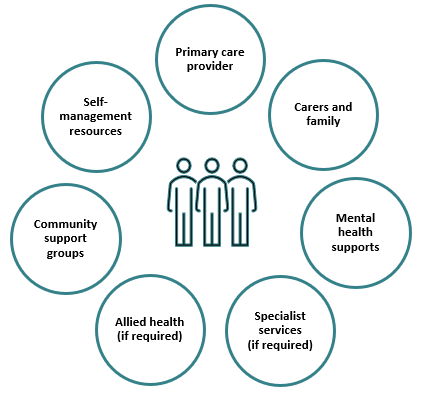 Primary care
provider
Carers and
family
Mental
health
supports
Specialist
services
(if required)
Allied health
(if required)
Community
support
groups
Self-
management
resources